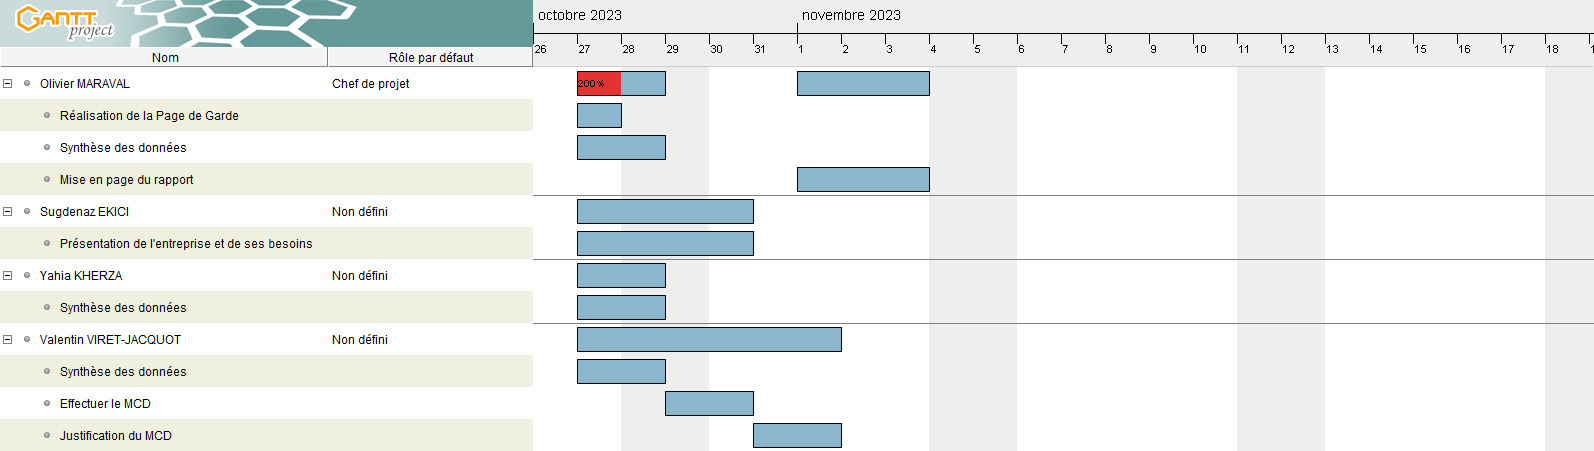 GANTT
project
octobre 2023
novembre 2023
26 27 28 29 30 31 1 2 3 4 5 6 7 8 9 10 11 12 13 14 15 16 17 18
Nom Rôle par défaut
Olivier MARAVAL Chef de projet 200%
Réalisation de la Page de Garde
Synthèse des données
Mise en page du rapport
Sugdenaz EKICI Non défini
Présentation de l'entreprise et de ses besoins
Yahia KHERZA Non défini
Synthèse des données
Valentin VIRET-JACQUOT Non défini
Synthèse des données
Effectuer le MCD
Justification du MCD